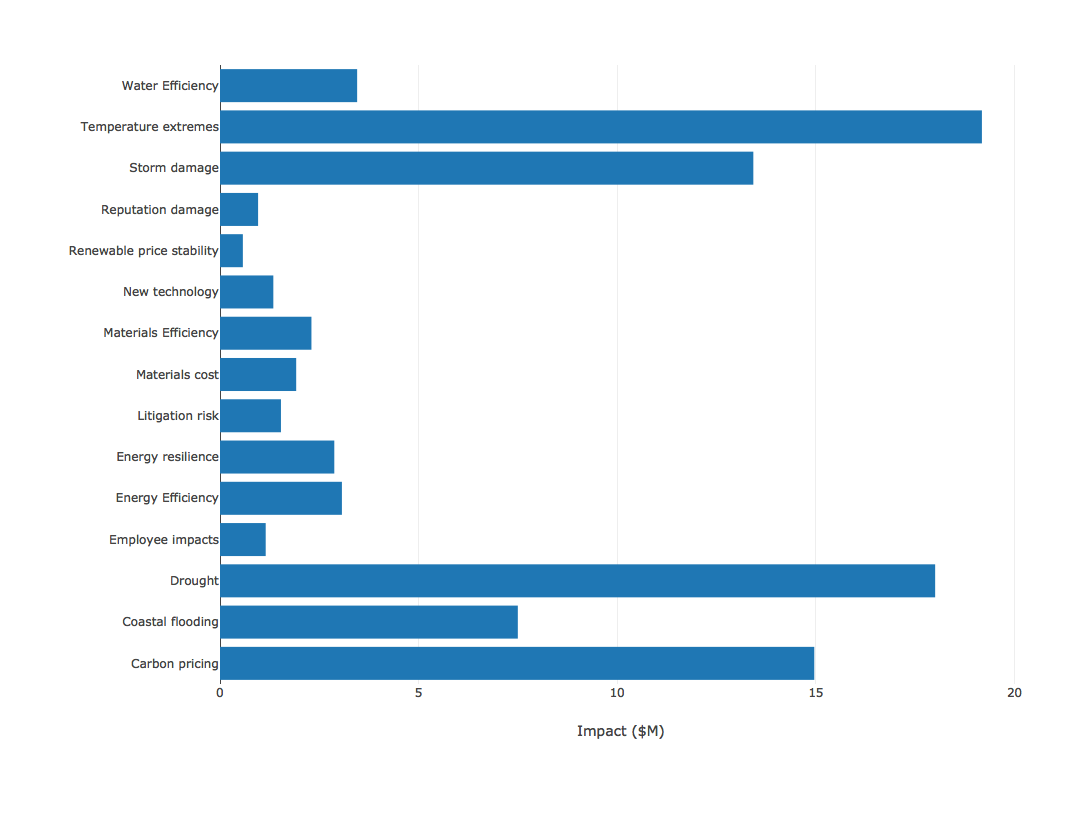 Water Efficiency
Temperature extremes
Storm damage
Reputation damage
Renewable price stability
New technology
Materials Efficiency
Materials cost
Litigation risk
Energy resilience
Energy Efficiency
Employee impacts
Drought
Coastal flooding
Carbon pricing
0 5 10 15 20
Impact ($M)